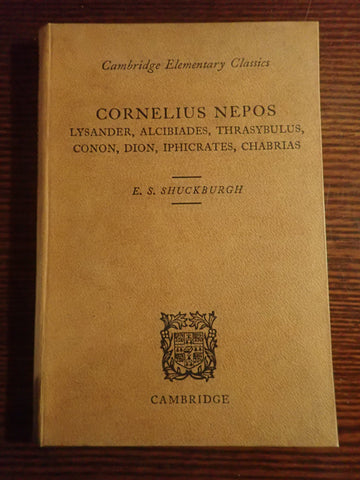 Cambridge Elementary Classics
CORNELIUS NEPOS
LYSANDER, ALCIBIADES, THRASYBULUS,
CONON, DION, IPHICRATES, CHABRIAS
E. S. SHUCKBURGH
CAMBRIDGE